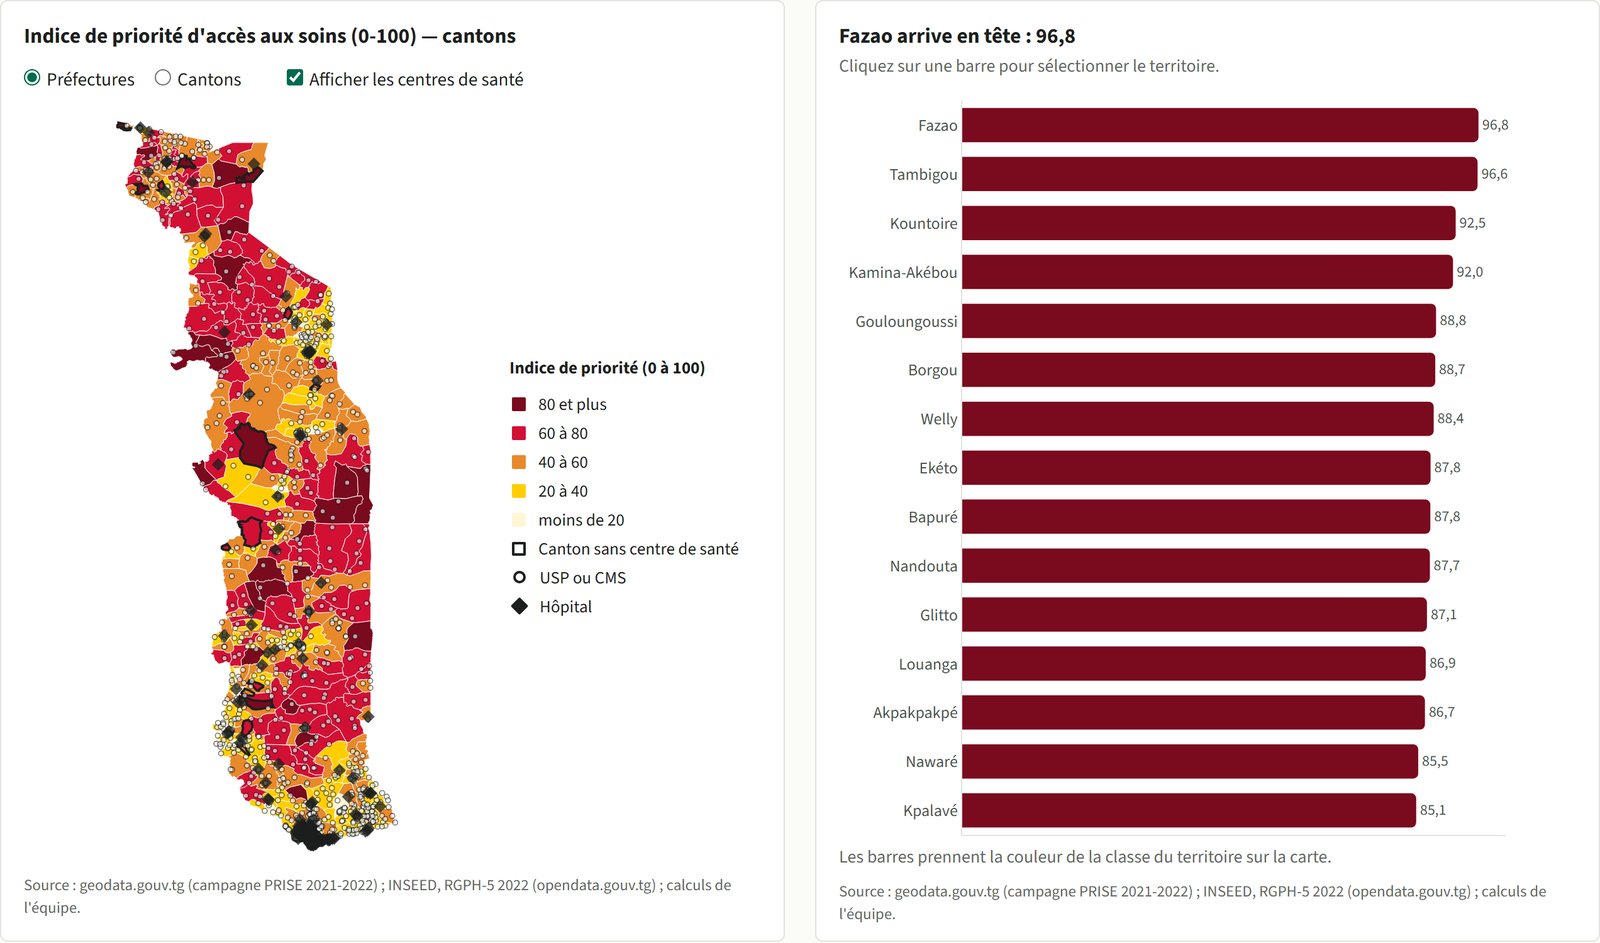 Indice de priorité d'accès aux soins (0-100) — cantons
Préfectures
Cantons
Afficher les centres de santé
Indice de priorité (0 à 100)
80 et plus
60 à 80
40 à 60
20 à 40
moins de 20
Canton sans centre de santé
USP ou CMS
Hôpital
Source : geodata.gouv.tg (campagne PRISE 2021-2022) ; INSEED, RGPH-5 2022 (opendata.gouv.tg) ; calculs de
l'équipe.
Fazao arrive en tête : 96,8
Cliquez sur une barre pour sélectionner le territoire.
Fazao 96,8
Tambigou 96,6
Kountoire 92,5
Kamina-Akébou 92,0
Gouloungoussi 88,8
Borgou 88,7
Welly 88,4
Ekéto 87,8
Bapuré 87,8
Nandouta 87,7
Glitto 87,1
Louanga 86,9
Akpakpakpé 86,7
Nawaré 85,5
Kpalavé 85,1
Les barres prennent la couleur de la classe du territoire sur la carte.
Source : geodata.gouv.tg (campagne PRISE 2021-2022) ; INSEED, RGPH-5 2022 (opendata.gouv.tg) ; calculs de
l'équipe.